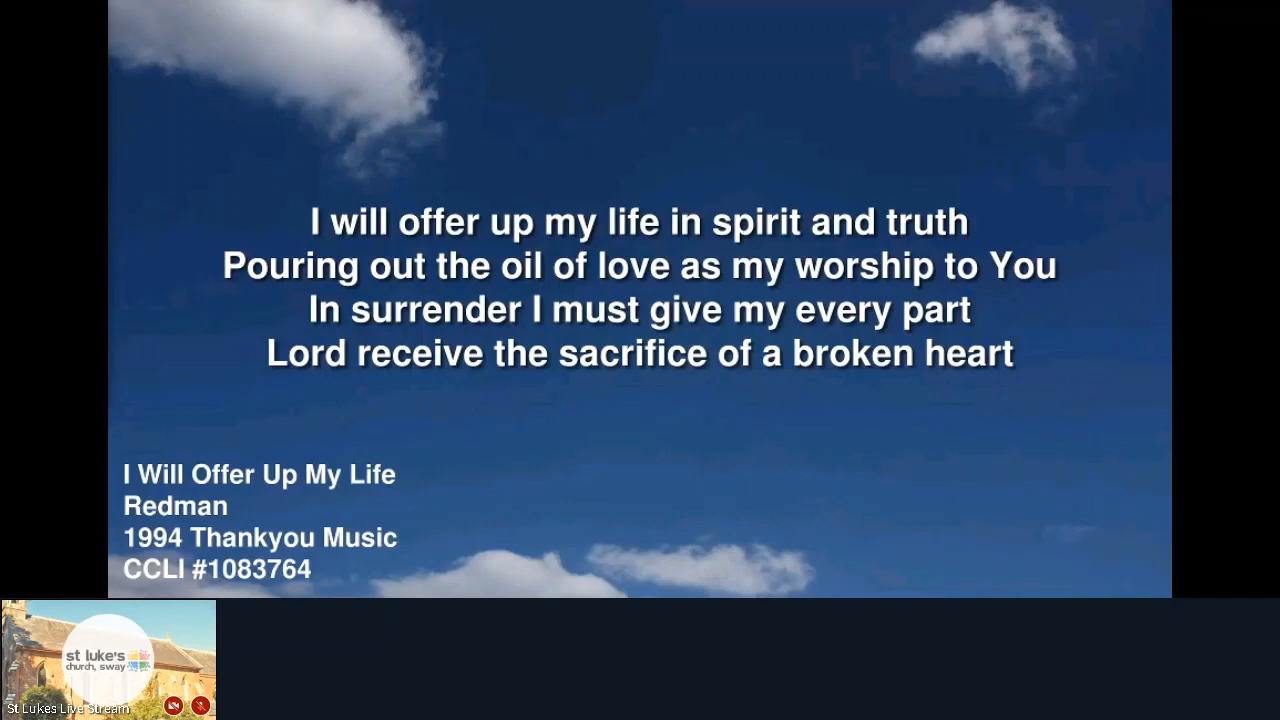 I will offer up my life in spirit and truth
Pouring out the oil of love as my worship to You
In surrender I must give my every part
Lord receive the sacrifice of a broken heart
I Will Offer Up My Life
Redman
1994 Thankyou Music
CCLI #1083764
st luke's
church, sway
St Lukes Live Stream